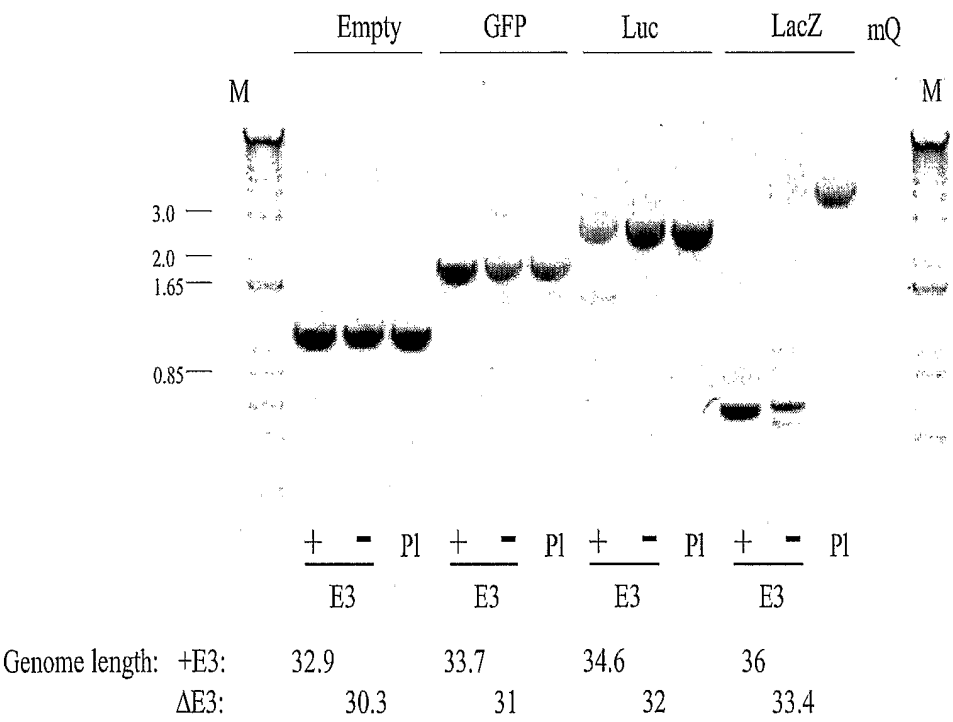 Empty GFP Luc LacZ mQ
M M
3.0
2.0
1.65
0.85
+ - Pl + - Pl + - Pl + - Pl
E3 E3 E3 E3
Genome length: +E3: 32.9 33.7 34.6 36
ΔE3: 30.3 31 32 33.4